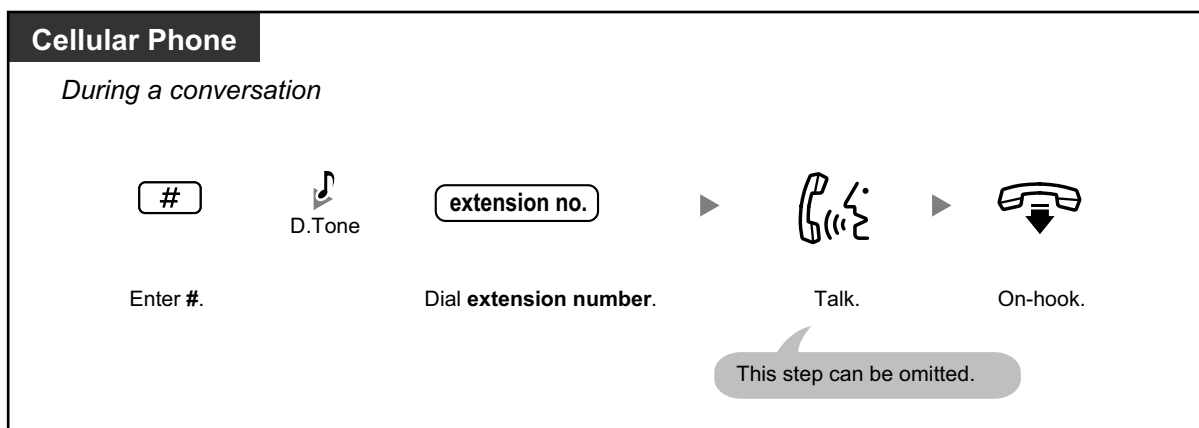 Cellular Phone
During a conversation
#
D.Tone
extension no.
Enter #.
Dial extension number.
Talk.
On-hook.
This step can be omitted.